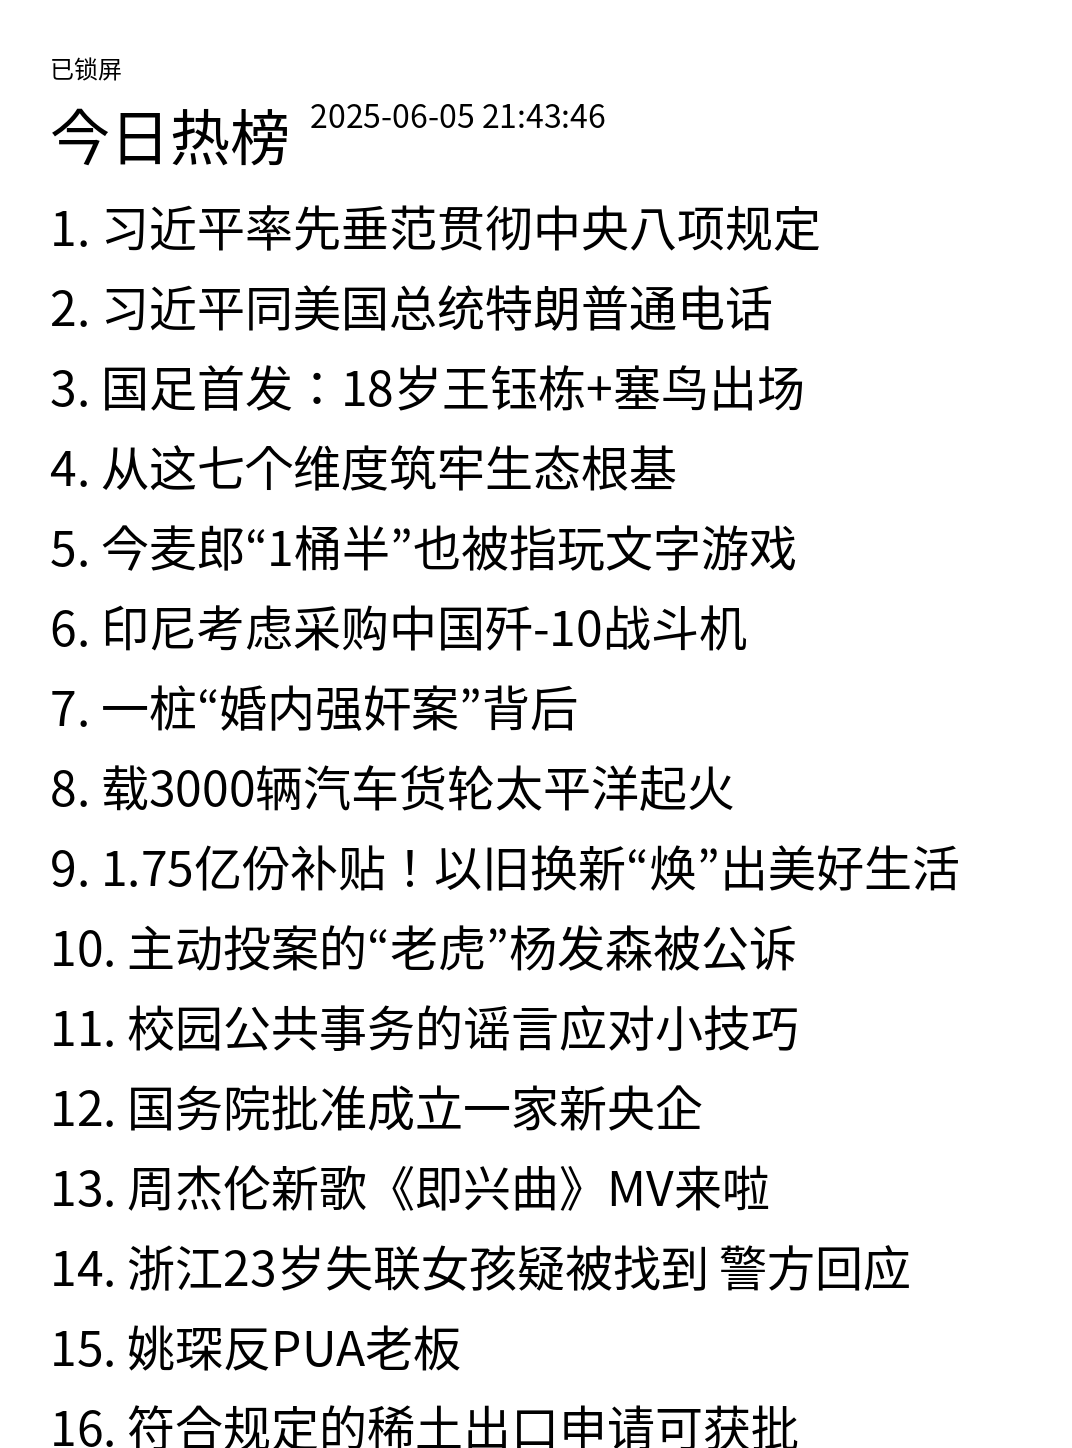 已锁屏
今日热榜 2025-06-05 21:43:46
1. 习近平率先垂范贯彻中央八项规定
2. 习近平同美国总统特朗普通电话
3. 国足首发：18岁王钰栋+塞鸟出场
4. 从这七个维度筑牢生态根基
5. 今麦郎“1桶半”也被指玩文字游戏
6. 印尼考虑采购中国歼-10战斗机
7. 一桩“婚内强奸案”背后
8. 载3000辆汽车货轮太平洋起火
9. 1.75亿份补贴！以旧换新“焕”出美好生活
10. 主动投案的“老虎”杨发森被公诉
11. 校园公共事务的谣言应对小技巧
12. 国务院批准成立一家新央企
13. 周杰伦新歌《即兴曲》MV来啦
14. 浙江23岁失联女孩疑被找到 警方回应
15. 姚琛反PUA老板
16. 符合规定的稀土出口申请可获批